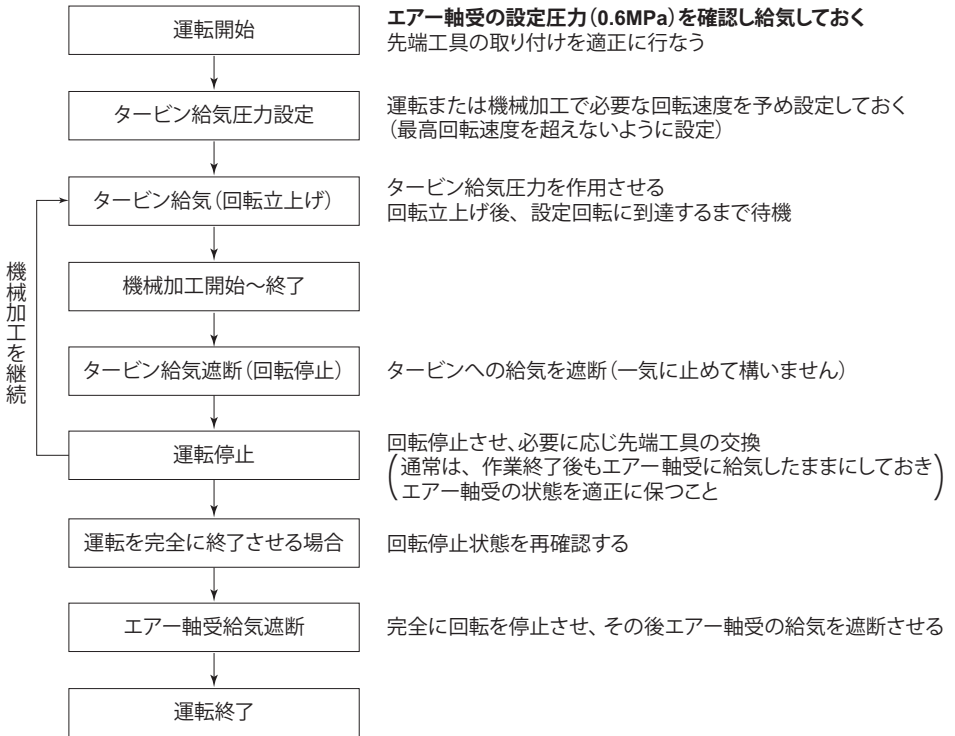 運転開始
エアー軸受の設定圧力（0.6MPa）を確認し給気しておく
先端工具の取り付けを適正に行なう
タービン給気圧力設定
運転または機械加工で必要な回転速度を予め設定しておく
（最高回転速度を超えないように設定）
タービン給気（回転立上げ）
タービン給気圧力を作用させる
回転立上げ後、設定回転に到達するまで待機
機械加工を継続
機械加工開始～終了
タービン給気遮断（回転停止）
タービンへの給気を遮断（一気に止めて構いません）
運転停止
回転停止させ、必要に応じ先端工具の交換
（通常は、作業終了後もエアー軸受に給気したままにしておき
エアー軸受の状態を適正に保つこと）
運転を完全に終了させる場合
回転停止状態を再確認する
エアー軸受給気遮断
完全に回転を停止させ、その後エアー軸受の給気を遮断させる
運転終了